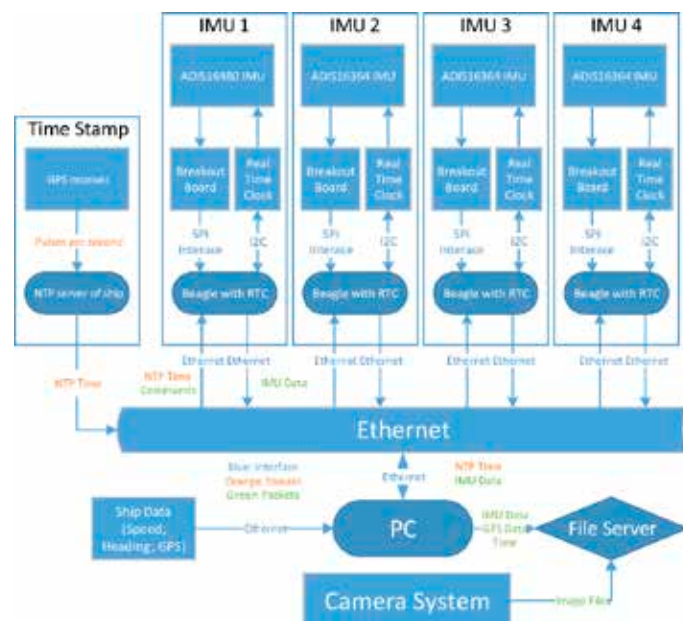 IMU 1
IMU 2
IMU 3
IMU 4
ADIS16480 IMU
ADIS16364 IMU
ADIS16364 IMU
ADIS16364 IMU
Time Stamp
GPS receiver
Breakout
Board
Real
Time
Clock
Breakout
Board
Real
Time
Clock
Breakout
Board
Real
Time
Clock
Breakout
Board
Real
Time
Clock
Pulses per second
SPI
Interface
I2C
SPI
Interface
I2C
SPI
Interface
I2C
SPI
Interface
I2C
NTP server of ship
Beagle with RTC
Beagle with RTC
Beagle with RTC
Beagle with RTC
Ethernet Ethernet
Ethernet Ethernet
Ethernet Ethernet
Ethernet Ethernet
NTP Time
NTP Time
Commands
IMU Data
Ethernet
Blue: Interface
Orange: Stream
Green: Packets
Ethernet
NTP Time
IMU Data
Ship Data
(Speed,
Heading, GPS)
Ethernet
PC
IMU Data
GPS Data
Time
File Server
Camera System
Image Files